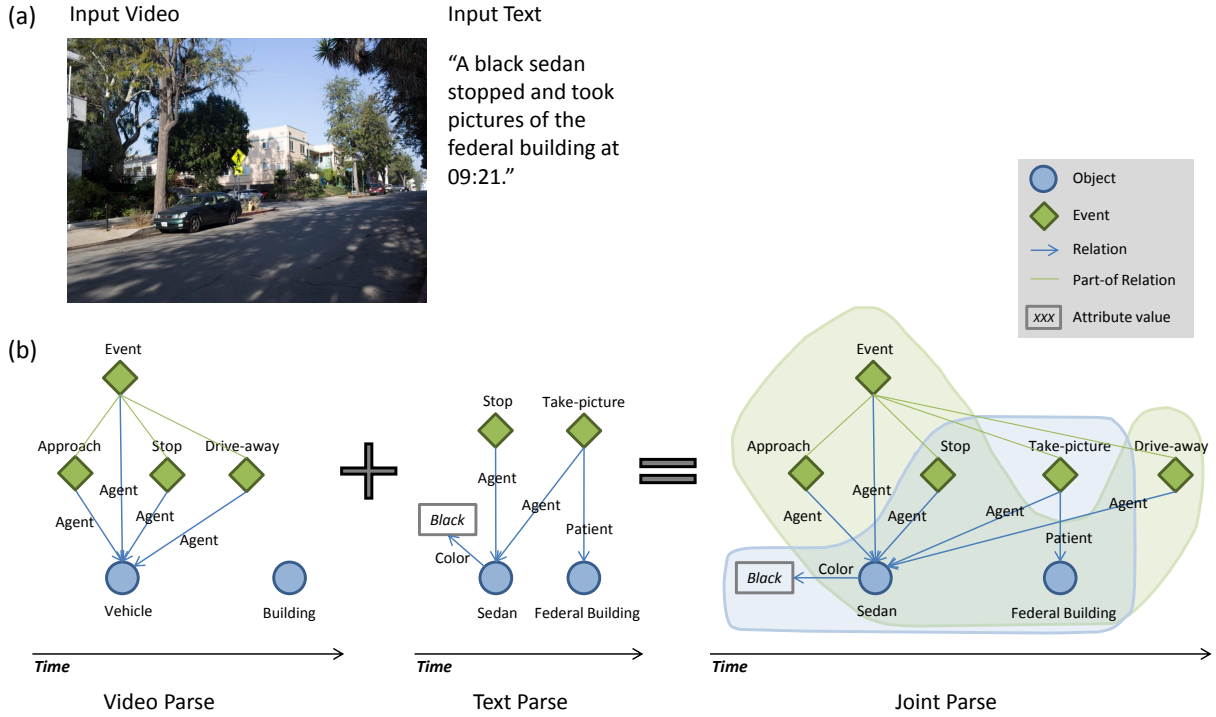 (a)
Input Video
Input Text
“A black sedan
stopped and took
pictures of the
federal building at
09:21.”
Object
Event
Relation
Part-of Relation
xxx
Attribute value
(b)
Event
Approach
Stop
Drive-away
Agent
Agent
Agent
Agent
Vehicle
Building
Time
Video Parse
Stop
Take-picture
Agent
Agent
Black
Patient
Color
Sedan
Federal Building
Time
Text Parse
Event
Approach
Stop
Take-picture
Drive-away
Agent
Agent
Agent
Agent
Agent
Patient
Black
Color
Sedan
Federal Building
Time
Joint Parse